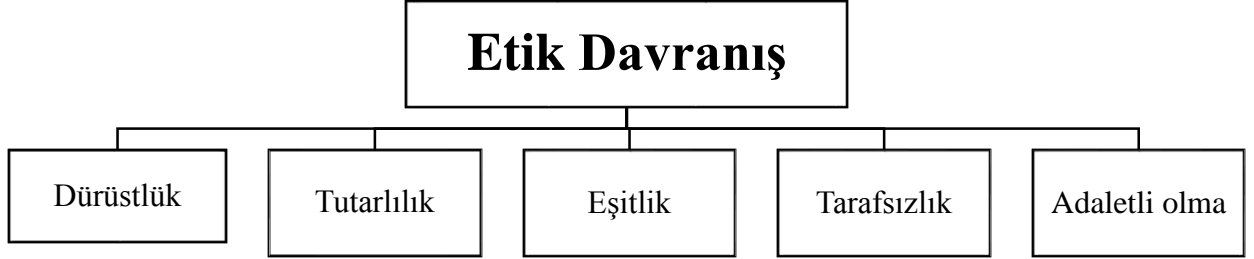 Etik Davranış
Dürüstlük
Tutarlılık
Eşitlik
Tarafsızlık
Adaletli olma